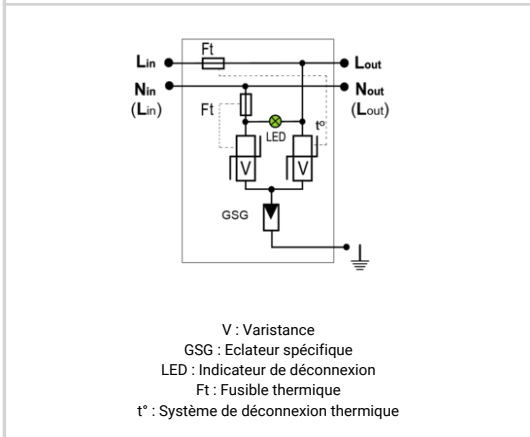 Ft
Lin
Lout
Nin
Nout
(Lin)
Ft
(Lout)
t°
LED
V
V
GSG
V : Varistance
GSG : Eclateur spécifique
LED : Indicateur de déconnexion
Ft : Fusible thermique
t° : Système de déconnexion thermique